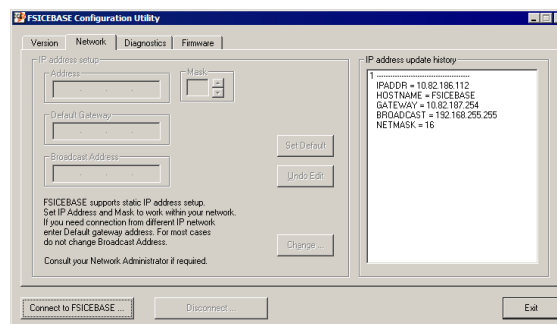 FSICEBASE Configuration Utility
Version
Network
Diagnostics
Firmware
IP address setup
Address
Mask
Default Gateway
Set Default
Broadcast Address
Undo Edit
FSICEBASE supports static IP address setup.
Set IP Address and Mask to work within your network.
If you need connection from different IP network
enter Default gateway address. For most cases
do not change Broadcast Address.
Change ...
Consult your Network Administrator if required.
IP address update history
1 ----------------------------------------
IPADDR = 10.82.186.112
HOSTNAME = FSICEBASE
GATEWAY = 10.82.187.254
BROADCAST = 192.168.255.255
NETMASK = 16
Connect to FSICEBASE ...
Disconnect ...
Exit